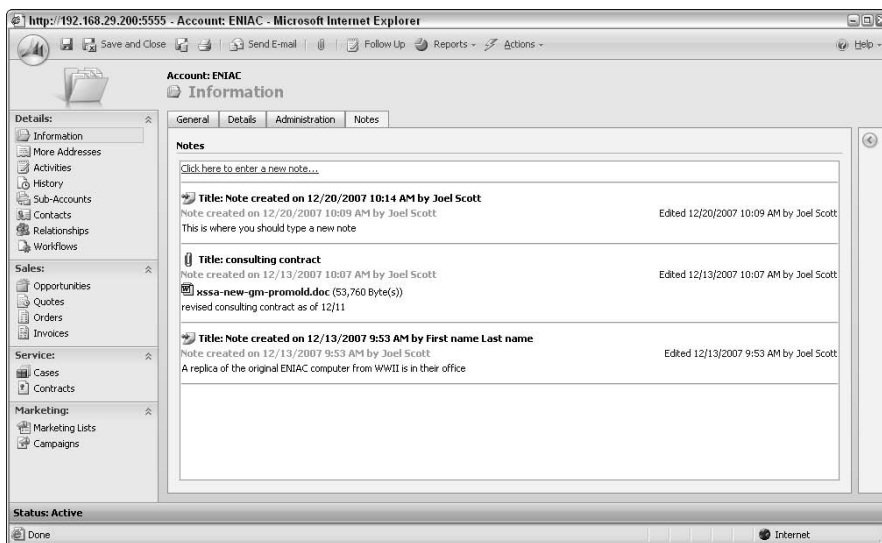 http://192.168.29.200:5555 - Account: ENIAC - Microsoft Internet Explorer
Save and Close Send E-mail Follow Up Reports Actions Help
Account: ENIAC
Information
Details:
Information
More Addresses
Activities
History
Sub-Accounts
Contacts
Relationships
Workflows
Sales:
Opportunities
Quotes
Orders
Invoices
Service:
Cases
Contracts
Marketing:
Marketing Lists
Campaigns
General Details Administration Notes
Notes
Click here to enter a new note...
Title: Note created on 12/20/2007 10:14 AM by Joel Scott
Note created on 12/20/2007 10:09 AM by Joel Scott Edited 12/20/2007 10:09 AM by Joel Scott
This is where you should type a new note
Title: consulting contract
Note created on 12/13/2007 10:07 AM by Joel Scott Edited 12/13/2007 10:07 AM by Joel Scott
xssa-new-gm-promold.doc (53,760 Byte(s))
revised consulting contract as of 12/11
Title: Note created on 12/13/2007 9:53 AM by First name Last name
Note created on 12/13/2007 9:53 AM by Joel Scott Edited 12/13/2007 9:53 AM by Joel Scott
A replica of the original ENIAC computer from WWII is in their office
Status: Active
Done Internet